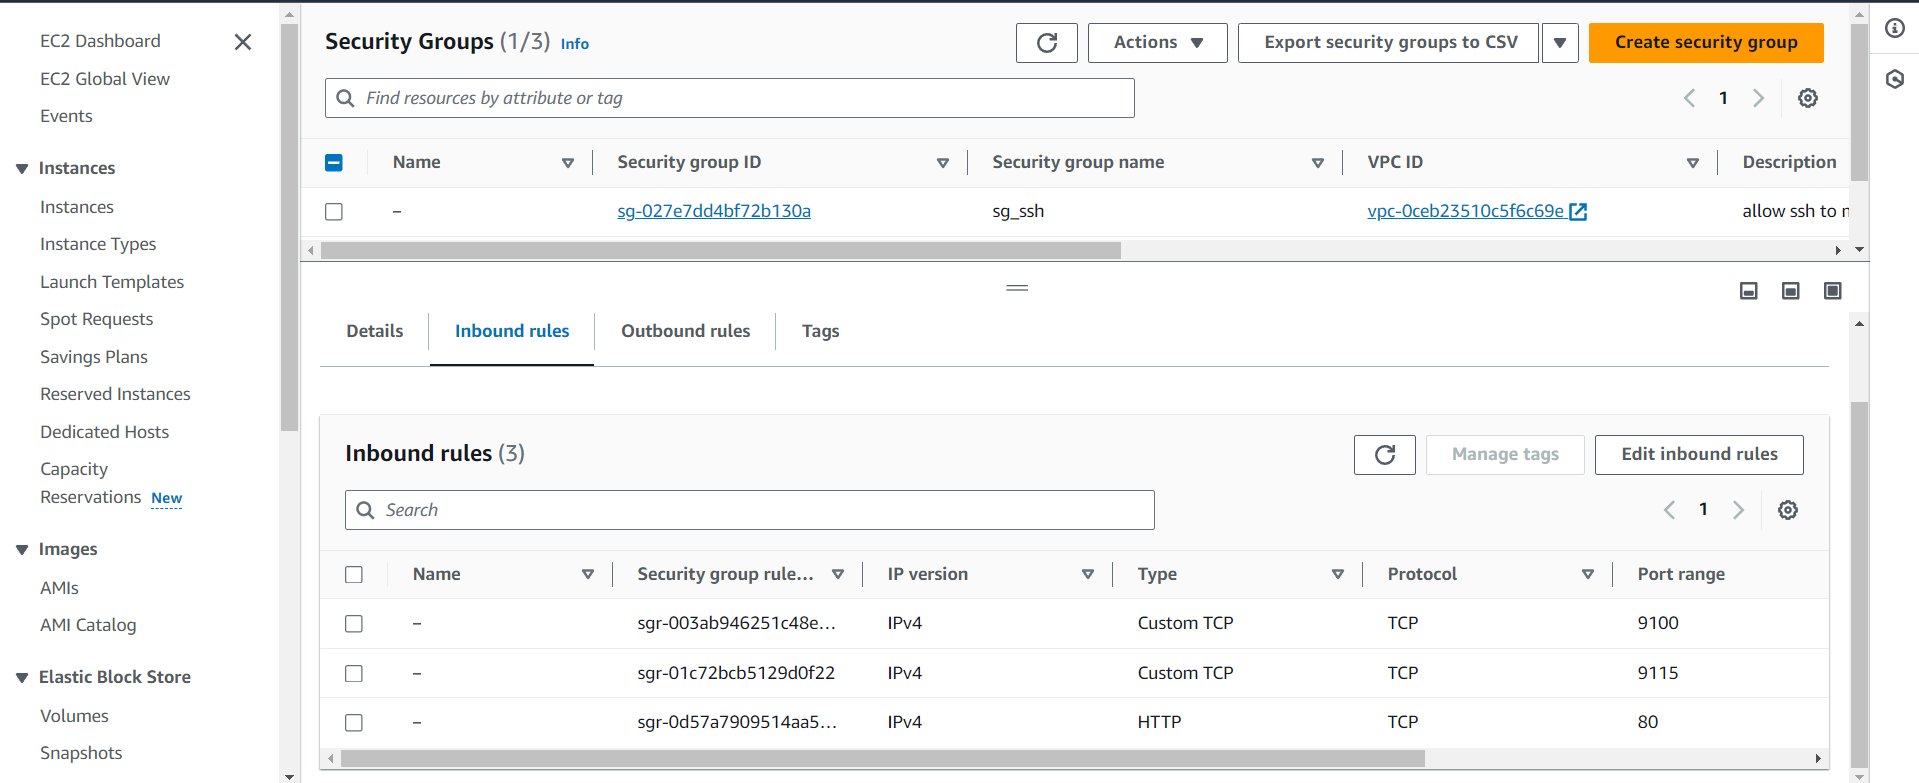 EC2 Dashboard
EC2 Global View
Events
Instances
Instances
Instance Types
Launch Templates
Spot Requests
Savings Plans
Reserved Instances
Dedicated Hosts
Capacity
Reservations New
Images
AMIs
AMI Catalog
Elastic Block Store
Volumes
Snapshots
Security Groups (1/3) Info
Actions
Export security groups to CSV
Create security group
Find resources by attribute or tag
1
Name Security group ID Security group name VPC ID Description
– sg-027e7dd4bf72b130a sg_ssh vpc-0ceb23510c5f6c69e allow ssh to
Details Inbound rules Outbound rules Tags
Inbound rules (3)
Manage tags
Edit inbound rules
Search
1
Name Security group rule... IP version Type Protocol Port range
– sgr-003ab946251c48e... IPv4 Custom TCP TCP 9100
– sgr-01c72bcb5129d0f22 IPv4 Custom TCP TCP 9115
– sgr-0d57a7909514aa5... IPv4 HTTP TCP 80